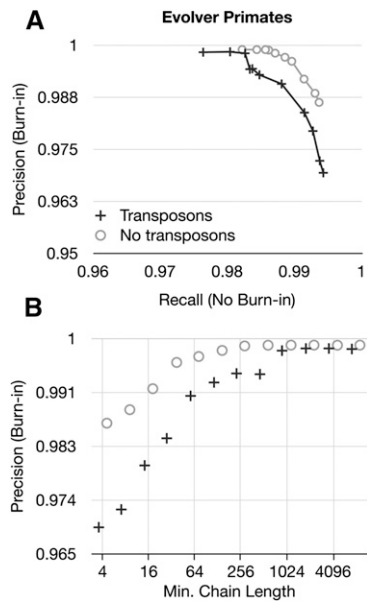 A
Evolver Primates
Precision (Burn-in)
1
0.988
0.975
0.963
0.95
Transposons
No transposons
0.96 0.97 0.98 0.99 1
Recall (No Burn-in)
B
Precision (Burn-in)
1
0.991
0.983
0.974
0.965
4 16 64 256 1024 4096
Min. Chain Length